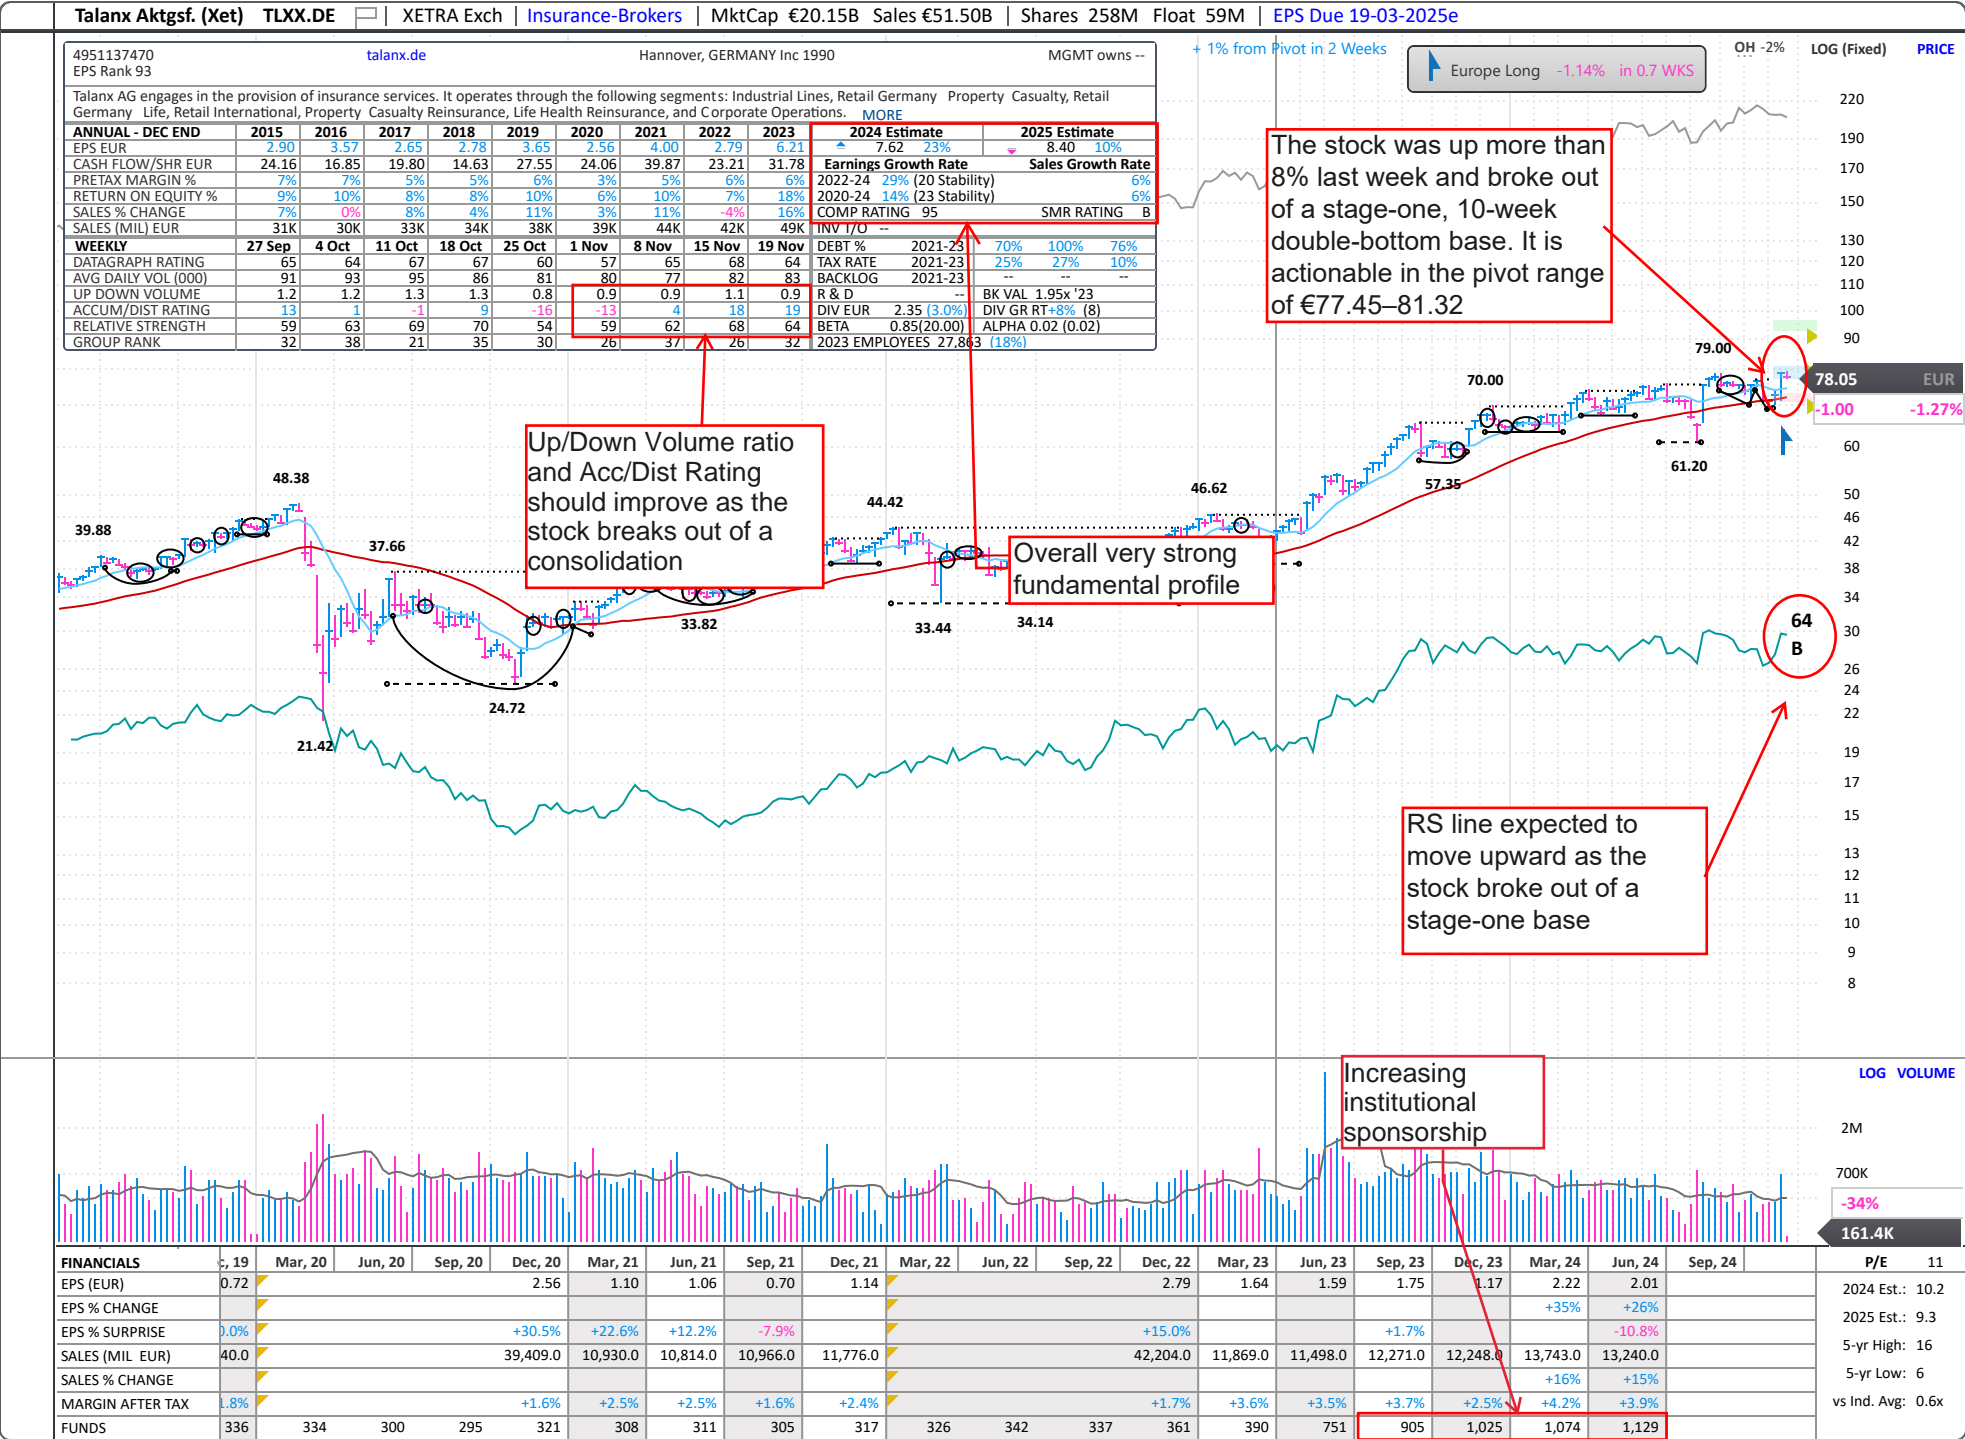 Talanx Aktgsf. (Xet) TLXX.DE XETRA Exch Insurance-Brokers MktCap €20.15B Sales €51.50B Shares 258M Float 59M EPS Due 19-03-2025e
4951137470 talanx.de Hannover, GERMANY Inc 1990 MGMT owns --
EPS Rank 93
Talanx AG engages in the provision of insurance services. It operates through the following segments: Industrial Lines, Retail Germany Property Casualty, Retail
Germany Life, Retail International, Property Casualty Reinsurance, Life Health Reinsurance, and Corporate Operations. MORE
ANNUAL - DEC END 2015 2016 2017 2018 2019 2020 2021 2022 2023 2024 Estimate 2025 Estimate
EPS EUR 2.90 3.57 2.65 2.78 3.65 2.56 4.00 2.79 6.21 7.62 23% 8.40 10%
CASH FLOW/SHR EUR 24.16 16.85 19.80 14.63 27.55 24.06 39.87 23.21 31.78 Earnings Growth Rate Sales Growth Rate
PRETAX MARGIN % 7% 7% 5% 5% 6% 3% 5% 6% 6% 2022-24 29% (20 Stability) 6%
RETURN ON EQUITY % 9% 10% 8% 8% 10% 6% 10% 7% 18% 2020-24 14% (23 Stability) 6%
SALES % CHANGE 7% 0% 8% 4% 11% 3% 11% -4% 16% COMP RATING 95 SMR RATING B
SALES (MIL) EUR 31K 30K 33K 34K 38K 39K 44K 42K 49K INV T/O --
WEEKLY 27 Sep 4 Oct 11 Oct 18 Oct 25 Oct 1 Nov 8 Nov 15 Nov 19 Nov DEBT % 2021-23 70% 100% 76%
DATAGRAPH RATING 65 64 67 67 60 57 65 68 64 TAX RATE 2021-23 25% 27% 10%
AVG DAILY VOL (000) 91 93 95 86 81 80 77 82 83 BACKLOG 2021-23 -- -- --
UP DOWN VOLUME 1.2 1.2 1.3 1.3 0.8 0.9 0.9 1.1 0.9 R & D -- BK VAL 1.95x '23
ACCUM/DIST RATING 13 1 -1 9 -16 -13 4 18 19 DIV EUR 2.35 (3.0%) DIV GR RT +8% (8)
RELATIVE STRENGTH 59 63 69 70 54 59 62 68 64 BETA 0.85(20.00) ALPHA 0.02 (0.02)
GROUP RANK 32 38 21 35 30 26 37 26 32 2023 EMPLOYEES 27,863 (18%)
+ 1% from Pivot in 2 Weeks
Europe Long -1.14% in 0.7 WKS
OH -2% LOG (Fixed) PRICE
The stock was up more than
8% last week and broke out
of a stage-one, 10-week
double-bottom base. It is
actionable in the pivot range
of €77.45–81.32
220
190
170
150
130
120
110
100
90
78.05 EUR
-1.00 -1.27%
60
50
46
42
38
34
30
26
24
22
19
17
15
13
12
11
10
9
8
39.88
48.38
37.66
21.42
24.72
33.82
44.42
33.44
34.14
46.62
57.35
70.00
61.20
79.00
Up/Down Volume ratio
and Acc/Dist Rating
should improve as the
stock breaks out of a
consolidation
Overall very strong
fundamental profile
64
B
RS line expected to
move upward as the
stock broke out of a
stage-one base
Increasing
institutional
sponsorship
LOG VOLUME
2M
700K
-34%
161.4K
FINANCIALS c, 19 Mar, 20 Jun, 20 Sep, 20 Dec, 20 Mar, 21 Jun, 21 Sep, 21 Dec, 21 Mar, 22 Jun, 22 Sep, 22 Dec, 22 Mar, 23 Jun, 23 Sep, 23 Dec, 23 Mar, 24 Jun, 24 Sep, 24
EPS (EUR) 0.72 2.56 1.10 1.06 0.70 1.14 2.79 1.64 1.59 1.75 1.17 2.22 2.01
EPS % CHANGE +35% +26%
EPS % SURPRISE 0.0% +30.5% +22.6% +12.2% -7.9% +15.0% +1.7% -10.8%
SALES (MIL EUR) 40.0 39,409.0 10,930.0 10,814.0 10,966.0 11,776.0 42,204.0 11,869.0 11,498.0 12,271.0 12,248.0 13,743.0 13,240.0
SALES % CHANGE +16% +15%
MARGIN AFTER TAX 1.8% +1.6% +2.5% +2.5% +1.6% +2.4% +1.7% +3.6% +3.5% +3.7% +2.5% +4.2% +3.9%
FUNDS 336 334 300 295 321 308 311 305 317 326 342 337 361 390 751 905 1,025 1,074 1,129
P/E 11
2024 Est.: 10.2
2025 Est.: 9.3
5-yr High: 16
5-yr Low: 6
vs Ind. Avg: 0.6x